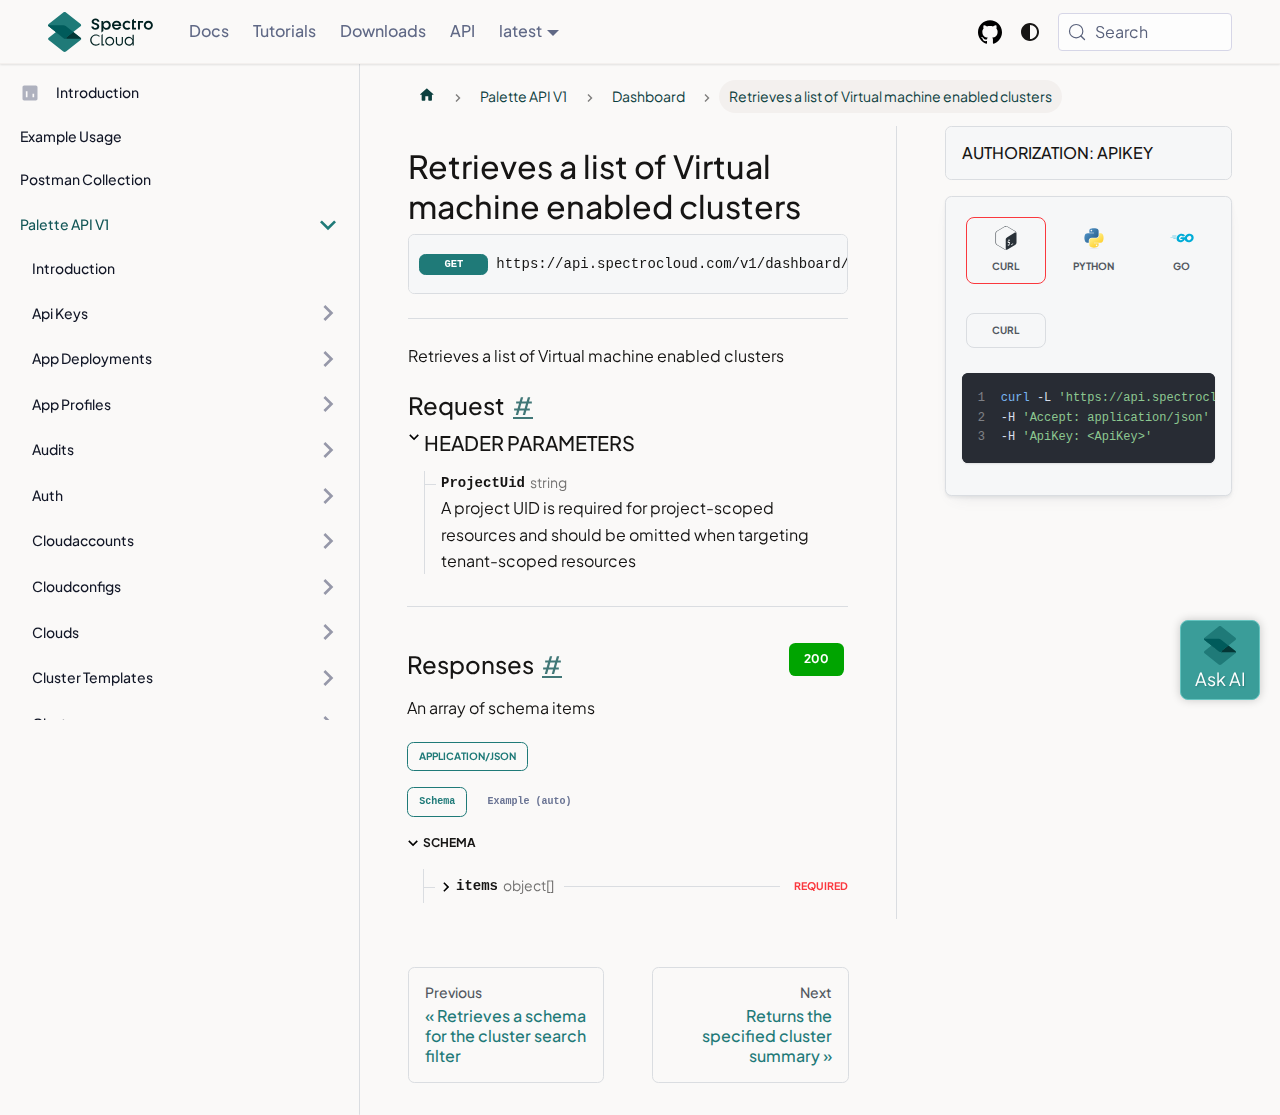 Spectro
Cloud
Docs
Tutorials
Downloads
API
latest
Search
Introduction
Example Usage
Postman Collection
Palette API V1
Introduction
Api Keys
App Deployments
App Profiles
Audits
Auth
Cloudaccounts
Cloudconfigs
Clouds
Cluster Templates
Palette API V1
Dashboard
Retrieves a list of Virtual machine enabled clusters
Retrieves a list of Virtual
machine enabled clusters
GET https://api.spectrocloud.com/v1/dashboard/
Retrieves a list of Virtual machine enabled clusters
Request #
HEADER PARAMETERS
ProjectUid string
A project UID is required for project-scoped
resources and should be omitted when targeting
tenant-scoped resources
Responses #
200
An array of schema items
APPLICATION/JSON
Schema
Example (auto)
SCHEMA
items object[]
REQUIRED
Previous
« Retrieves a schema
for the cluster search
filter
Next
Returns the
specified cluster
summary »
AUTHORIZATION: APIKEY
CURL
PYTHON
GO
GO
CURL
1 curl -L 'https://api.spectrocl
2 -H 'Accept: application/json'
3 -H 'ApiKey: <ApiKey>'
Ask AI